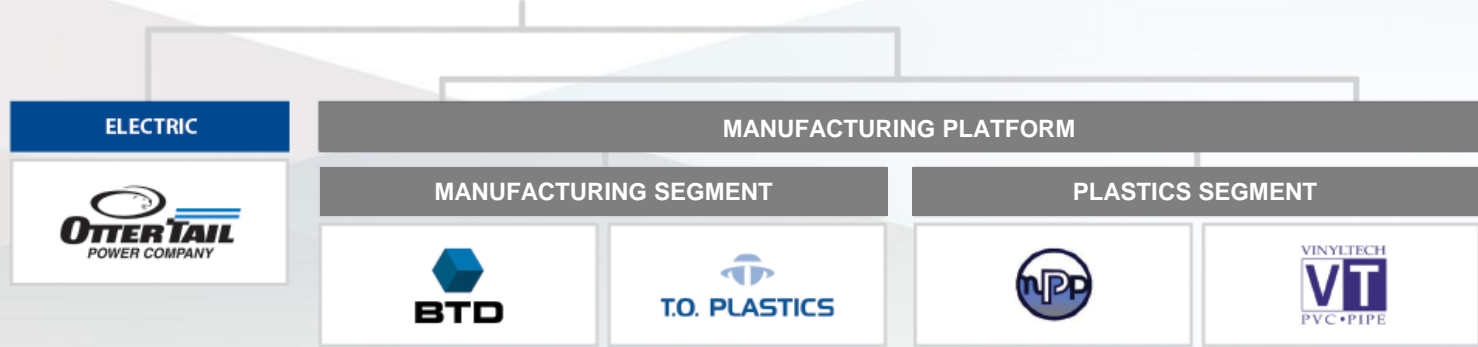 ELECTRIC
MANUFACTURING PLATFORM
MANUFACTURING SEGMENT
PLASTICS SEGMENT
OTTER TAIL
POWER COMPANY
BTD
T.O. PLASTICS
npp
VINYLTECH
VT
PVC•PIPE